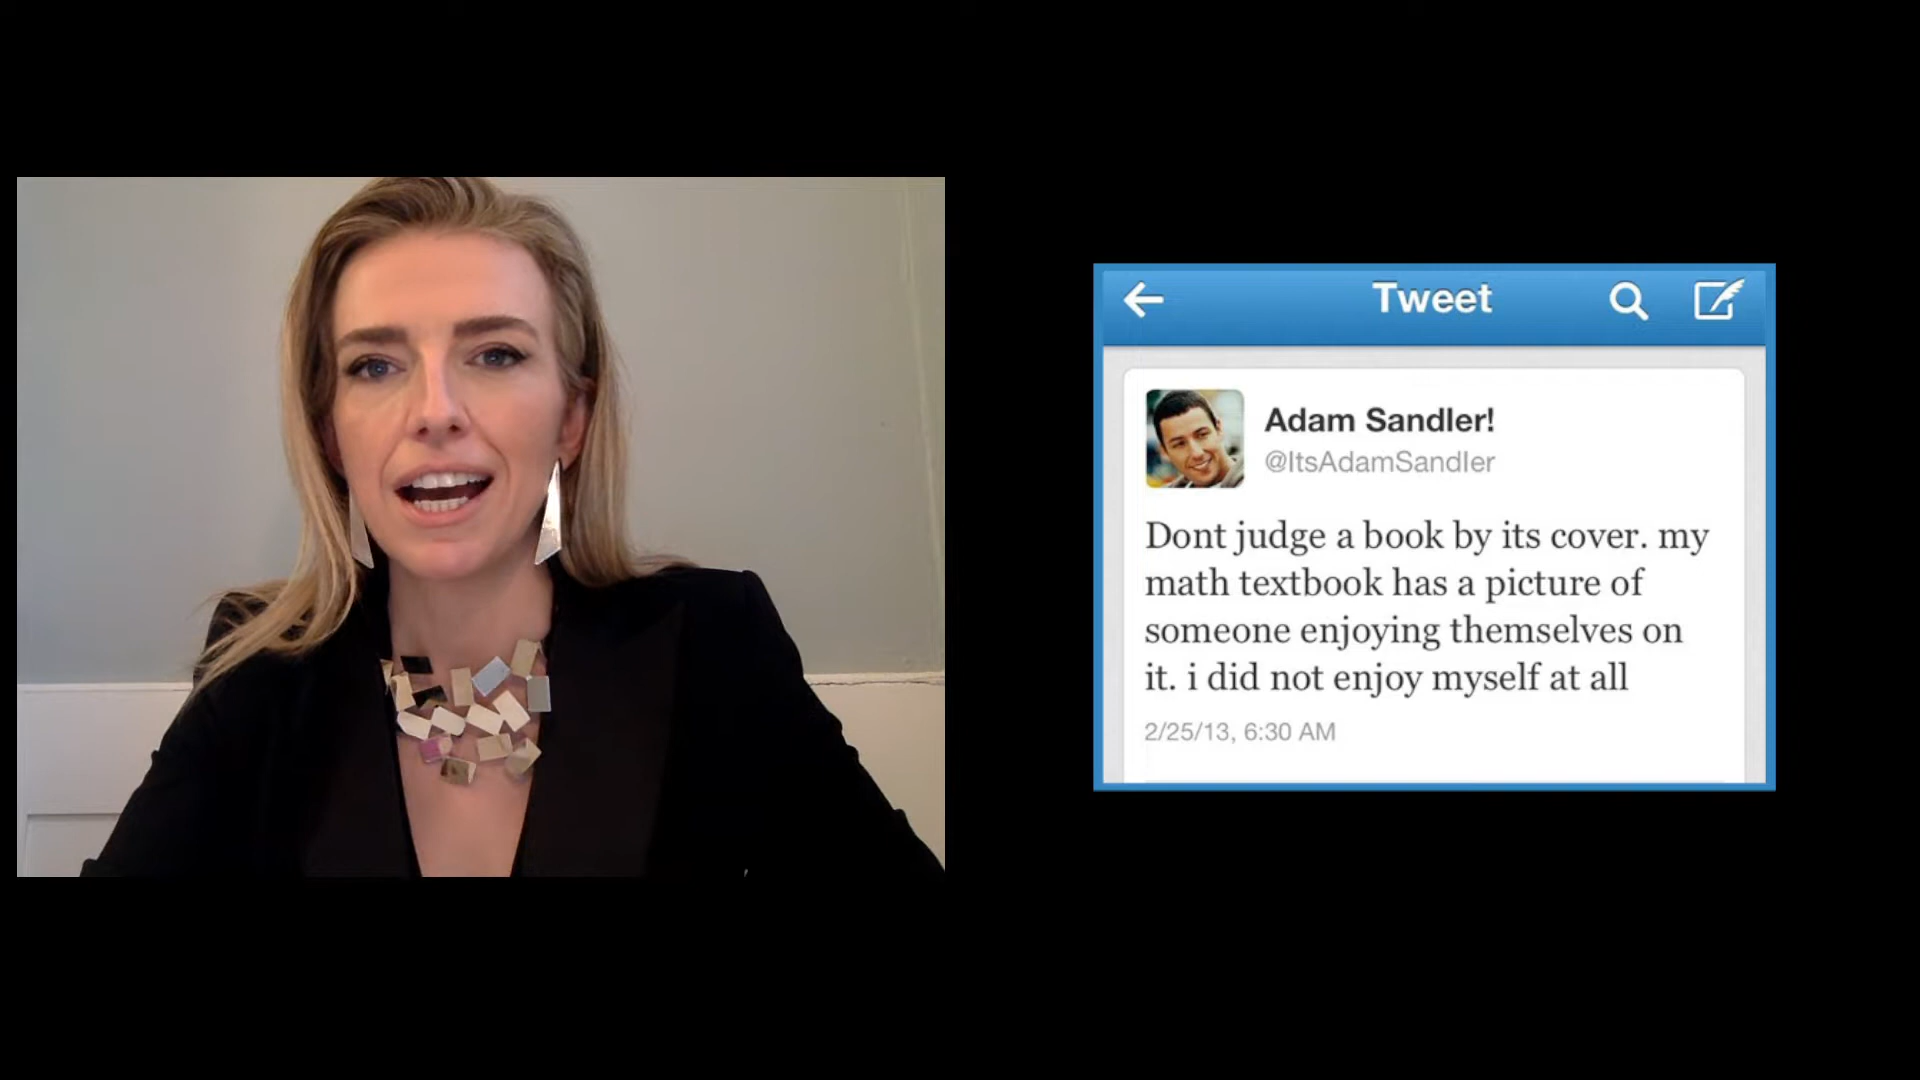 Tweet
Adam Sandler!
@ItsAdamSandler
Dont judge a book by its cover. my
math textbook has a picture of
someone enjoying themselves on
it. i did not enjoy myself at all
2/25/13, 6:30 AM